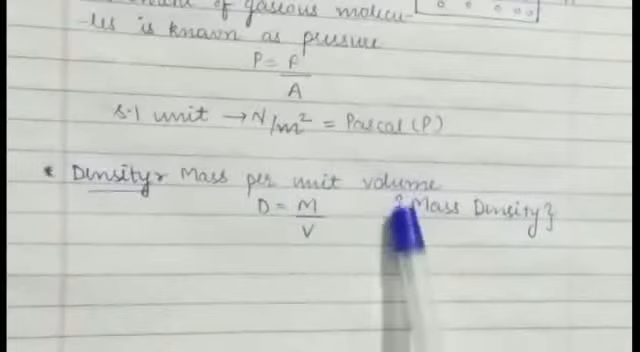 of gaseous molecu-
-les is known as pressure
P = F
A
S.I unit → N/m² = Pascal (P)
* Density → Mass per unit volume
D = M
V
{Mass Density}